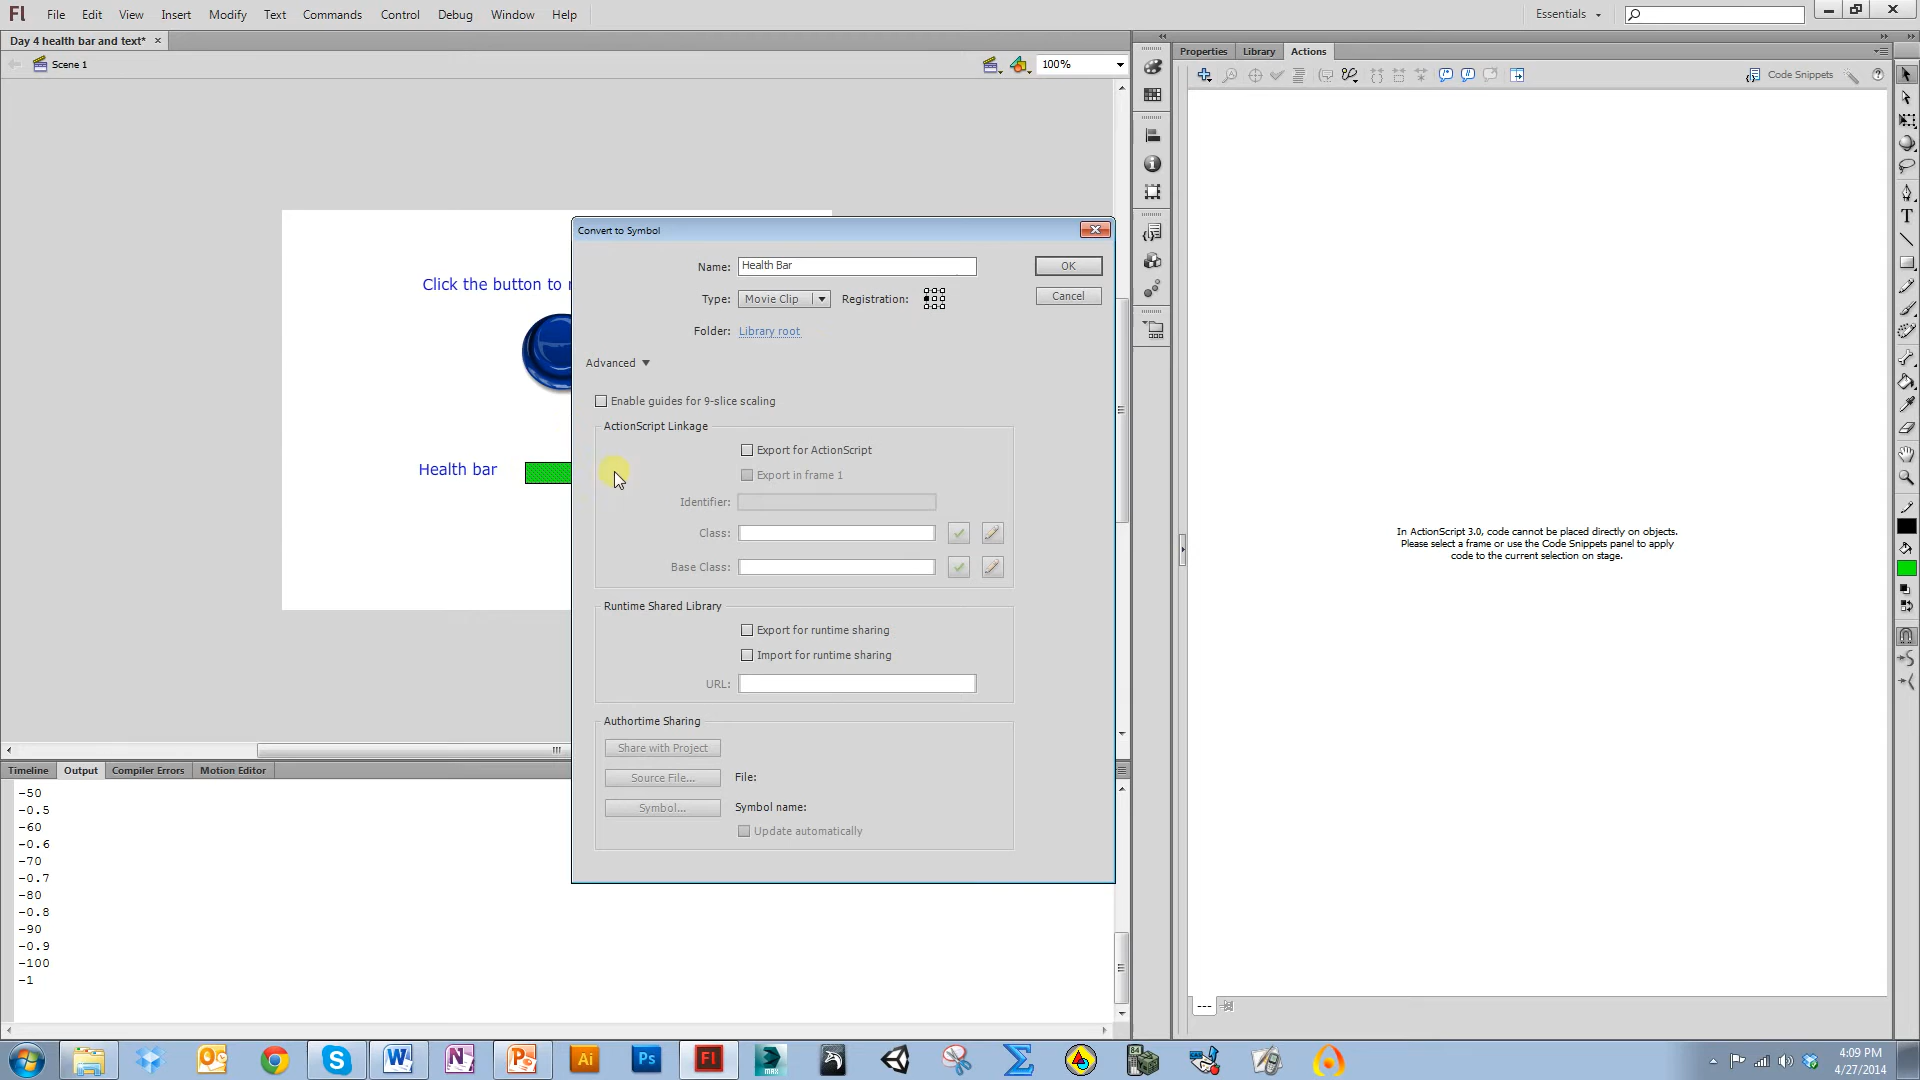 Fl File Edit View Insert Modify Text Commands Control Debug Window Help Essentials
Day 4 health bar and text* ×
Scene 1
100%
Properties Library Actions
Code Snippets
Click the button to
Health bar
Convert to Symbol
Name: Health Bar
OK
Type: Movie Clip Registration:
Cancel
Folder: Library root
Advanced
Enable guides for 9-slice scaling
ActionScript Linkage
Export for ActionScript
Export in frame 1
Identifier:
Class:
Base Class:
Runtime Shared Library
Export for runtime sharing
Import for runtime sharing
URL:
Authortime Sharing
Share with Project
Source File... File:
Symbol... Symbol name:
Update automatically
In ActionScript 3.0, code cannot be placed directly on objects.
Please select a frame or use the Code Snippets panel to apply
code to the current selection on stage.
Timeline Output Compiler Errors Motion Editor
-50
-0.5
-60
-0.6
-70
-0.7
-80
-0.8
-90
-0.9
-100
-1
4:09 PM
4/27/2014